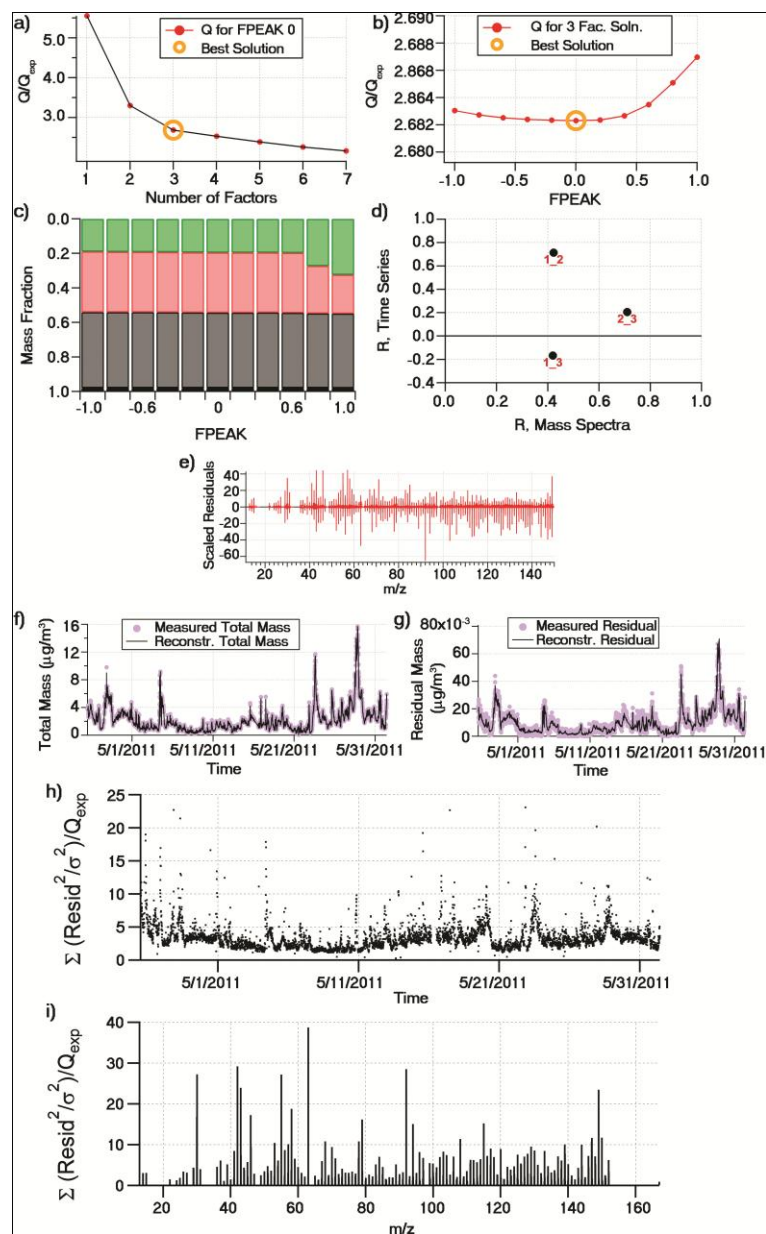 a)
Q for FPEAK 0
Best Solution
Q/Qexp
5.0
4.0
3.0
1 2 3 4 5 6 7
Number of Factors
b)
Q for 3 Fac. Soln.
Best Solution
Q/Qexp
2.690
2.688
2.868
2.864
2.682
2.680
-1.0 -0.5 0.0 0.5 1.0
FPEAK
c)
Mass Fraction
0.0
0.2
0.4
0.6
0.8
1.0
-1.0 -0.6 0 0.6 1.0
FPEAK
d)
R, Time Series
1.0
0.8
0.6
0.4
0.2
0.0
-0.2
-0.4
1_2
2_3
1_3
0.0 0.2 0.4 0.6 0.8 1.0
R, Mass Spectra
e)
Scaled Residuals
40
20
0
-20
-40
-60
20 40 60 80 100 120 140
m/z
f)
Measured Total Mass
Reconstr. Total Mass
Total Mass (μg/m³)
16
12
8
4
0
5/1/2011 5/11/2011 5/21/2011 5/31/2011
Time
g)
Measured Residual
Reconstr. Residual
Residual Mass
(μg/m³)
80x10⁻³
60
40
20
0
5/1/2011 5/11/2011 5/21/2011 5/31/2011
Time
h)
Σ (Resid²/σ²)/Qexp
25
20
15
10
5
0
5/1/2011 5/11/2011 5/21/2011 5/31/2011
Time
i)
Σ (Resid²/σ²)/Qexp
40
30
20
10
0
20 40 60 80 100 120 140 160
m/z